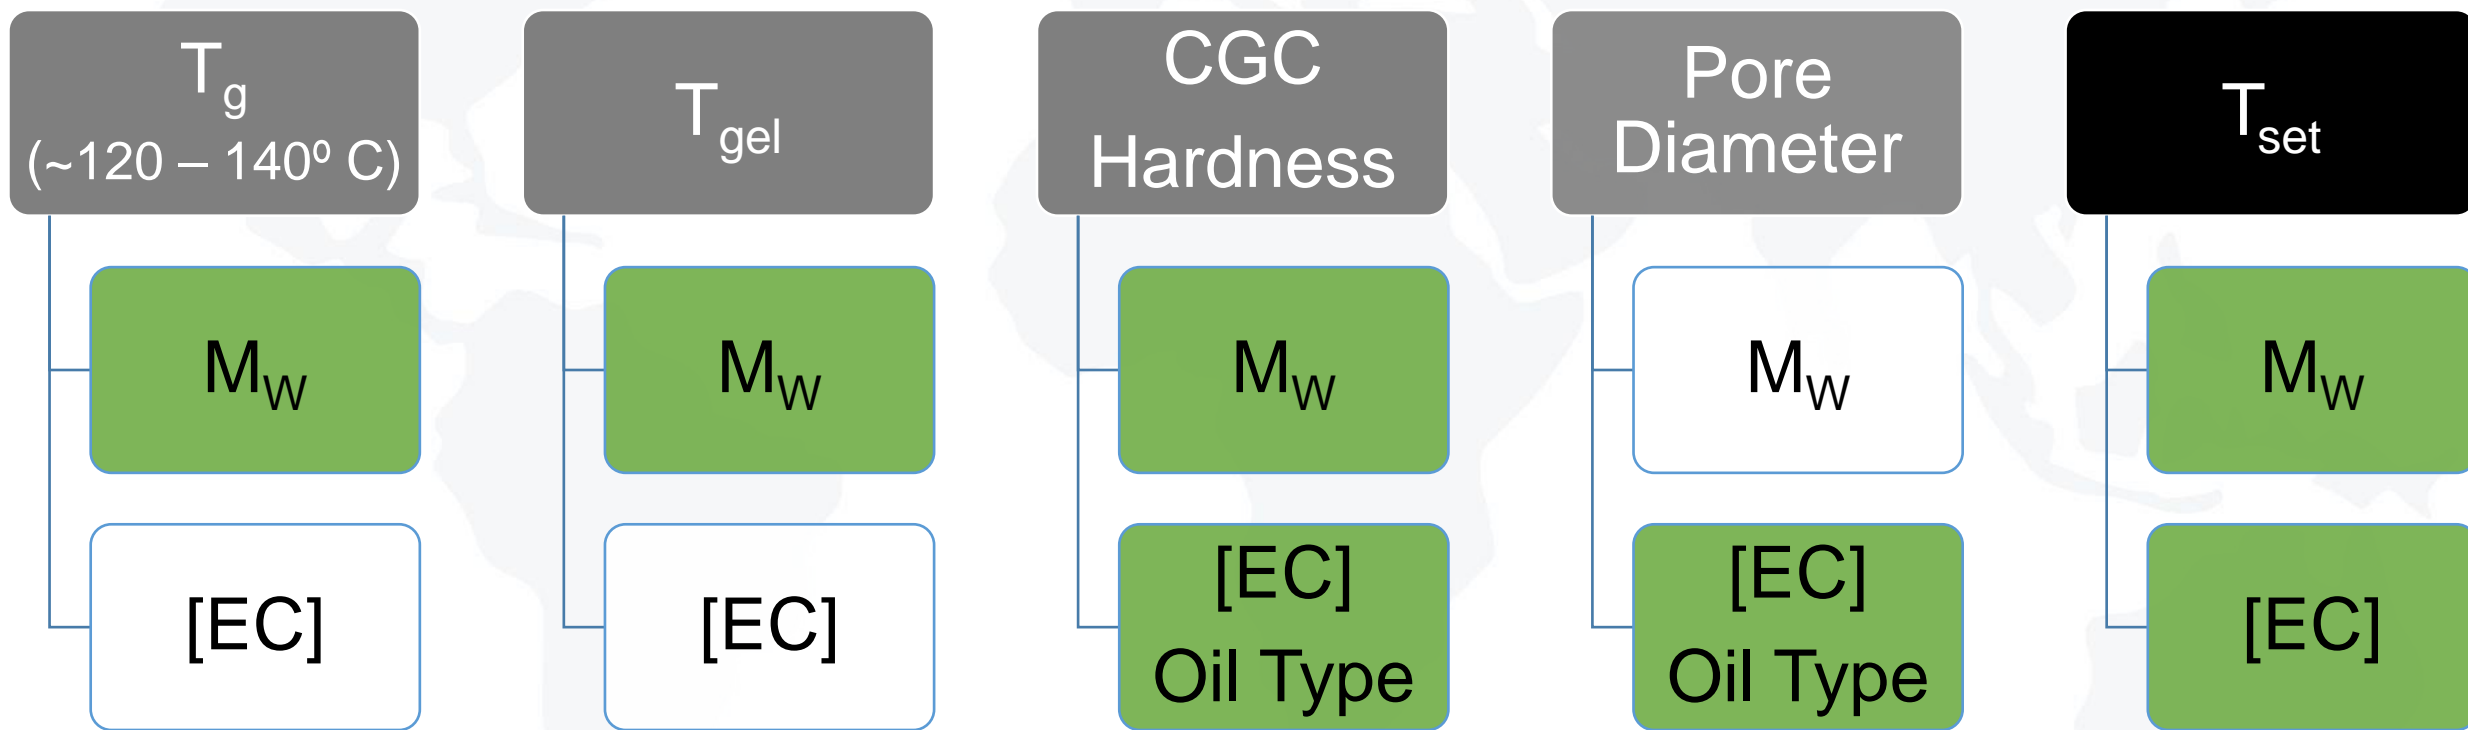 Tg
(~120 – 140⁰ C)
MW
[EC]
Tgel
MW
[EC]
CGC
Hardness
MW
[EC]
Oil Type
Pore
Diameter
MW
[EC]
Oil Type
Tset
MW
[EC]